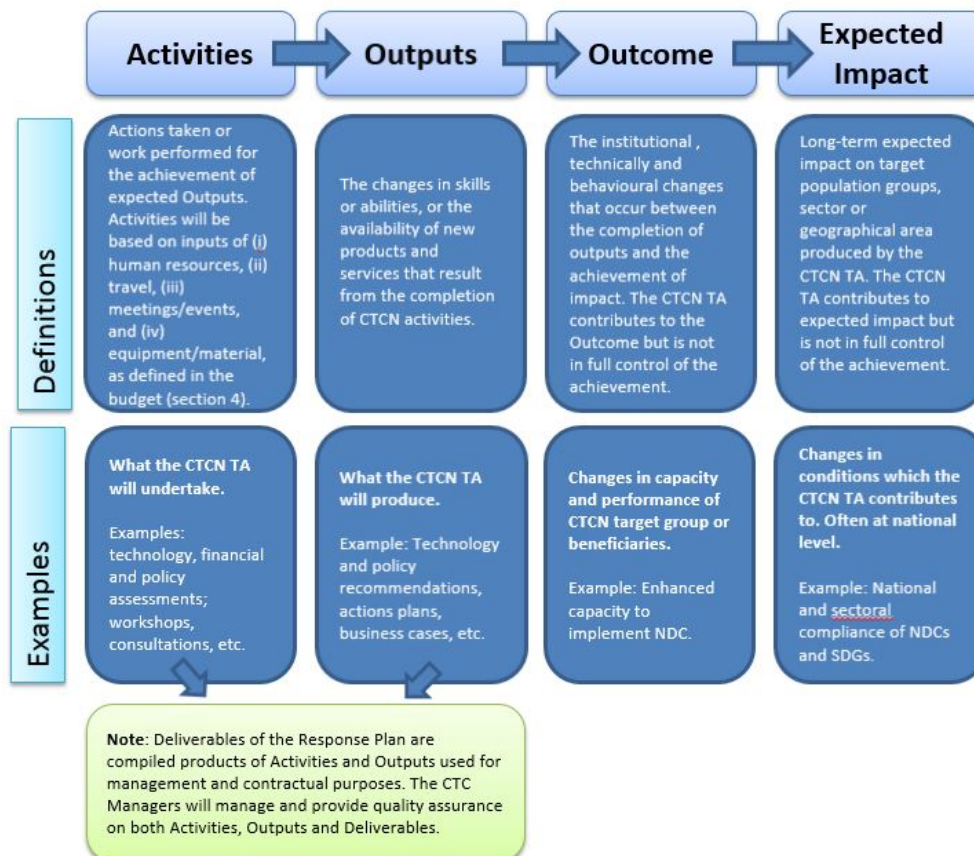 Activities
Outputs
Outcome
Expected
Impact
Definitions
Actions taken or
work performed for
the achievement of
expected Outputs.
Activities will be
based on inputs of (i)
human resources, (ii)
travel, (iii)
meetings/events,
and (iv)
equipment/material,
as defined in the
budget (section 4).
The changes in skills
or abilities, or the
availability of new
products and
services that result
from the completion
of CTCN activities.
The institutional ,
technically and
behavioural changes
that occur between
the completion of
outputs and the
achievement of
impact. The CTCN TA
contributes to the
Outcome but is not
in full control of the
achievement.
Long-term expected
impact on target
population groups,
sector or
geographical area
produced by the
CTCN TA. The CTCN
TA contributes to
expected impact but
is not in full control
of the achievement.
Examples
What the CTCN TA
will undertake.
Examples:
technology, financial
and policy
assessments;
workshops,
consultations, etc.
What the CTCN TA
will produce.
Example: Technology
and policy
recommendations,
actions plans,
business cases, etc.
Changes in capacity
and performance of
CTCN target group or
beneficiaries.
Example: Enhanced
capacity to
implement NDC.
Changes in
conditions which the
CTCN TA contributes
to. Often at national
level.
Example: National
and sectoral
compliance of NDCs
and SDGs.
Note: Deliverables of the Response Plan are
compiled products of Activities and Outputs used for
management and contractual purposes. The CTC
Managers will manage and provide quality assurance
on both Activities, Outputs and Deliverables.